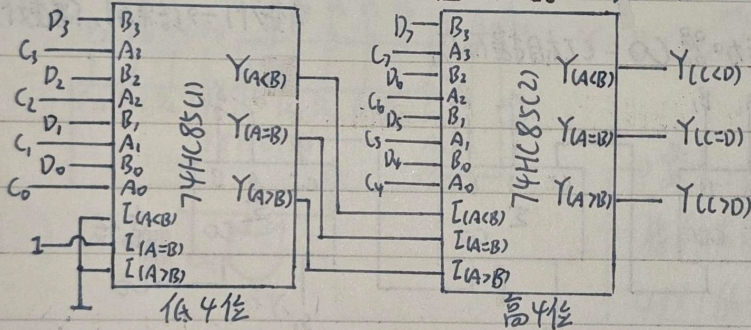 D₃ B₃
C₃ A₃
D₂ B₂
C₂ A₂
D₁ B₁
C₁ A₁
D₀ B₀
C₀ A₀
I(A<B)
1 I(A=B)
I(A>B)
74HC85(1)
Y(A<B)
Y(A=B)
Y(A>B)
低4位
D₇ B₃
C₇ A₃
D₆ B₂
C₆ A₂
D₅ B₁
C₅ A₁
D₄ B₀
C₄ A₀
I(A<B)
I(A=B)
I(A>B)
74HC85(2)
Y(A<B) Y(C<D)
Y(A=B) Y(C=D)
Y(A>B) Y(C>D)
高4位